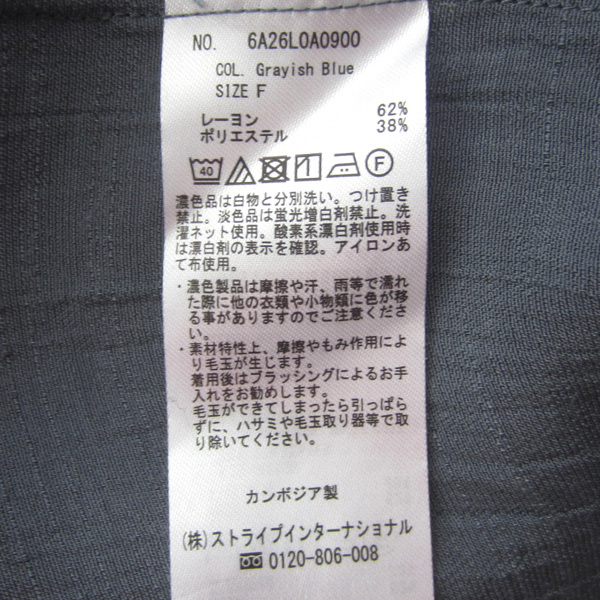 NO. 6A26L0A0900
COL. Grayish Blue
SIZE F
レーヨン 62%
ポリエステル 38%
40 F
濃色品は白物と分別洗い。つけ置き
禁止。淡色品は蛍光増白剤禁止。洗
濯ネット使用。酸素系漂白剤使用時
は漂白剤の表示を確認。アイロンあ
て布使用。
・濃色製品は摩擦や汗、雨等で濡れ
た際に他の衣類や小物類に色が移
る事がありますのでご注意下さ
い。
・素材特性上、摩擦やもみ作用によ
り毛玉が生じます。
着用後はブラッシングによるお手
入れをお勧めします。
毛玉ができてしまったら引っぱら
ずに、ハサミや毛玉取り器等で取
り除いてください。
カンボジア製
(株)ストライプインターナショナル
0120-806-008